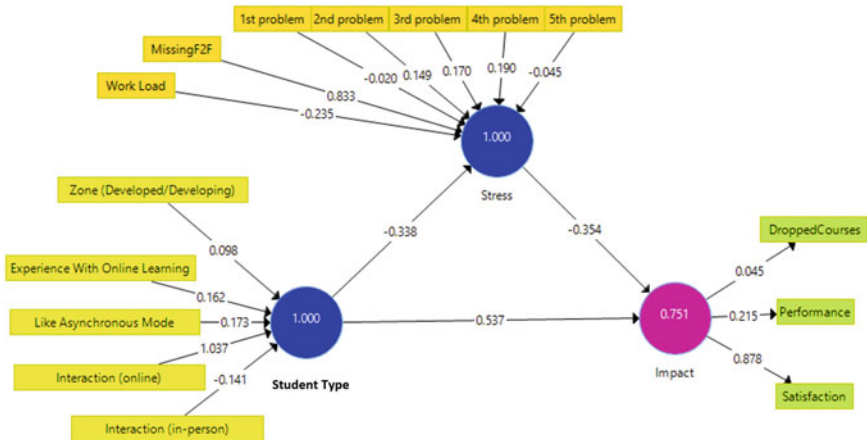 1st problem 2nd problem 3rd problem 4th problem 5th problem
MissingF2F
-0.020 0.149 0.170 0.190 -0.045
Work Load
0.833
-0.235
1.000
Stress
Zone (Developed/Developing)
-0.338
-0.354
DroppedCourses
0.098
0.045
Experience With Online Learning
0.162
Like Asynchronous Mode
0.173
1.000
0.537
0.751
0.215
Performance
1.037
Interaction (online)
-0.141
Student Type
Impact
0.878
Satisfaction
Interaction (in-person)